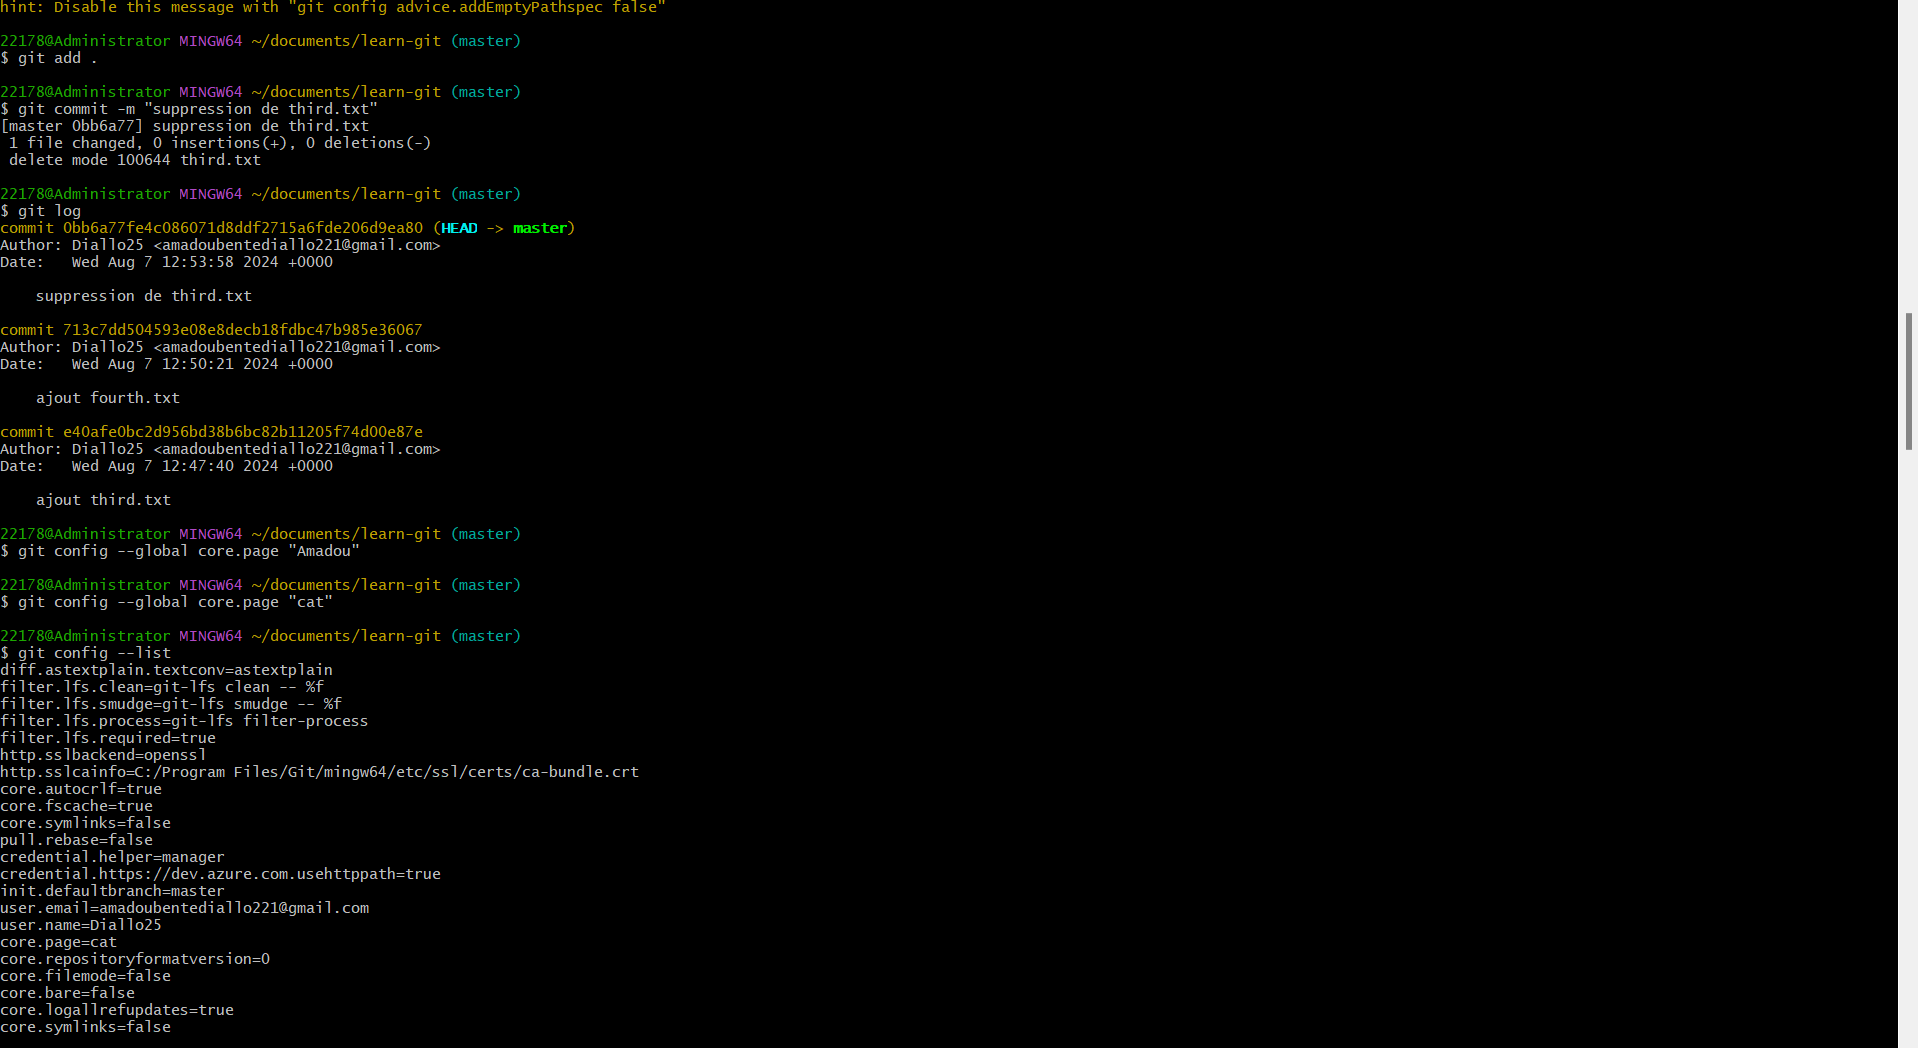 hint: Disable this message with "git config advice.addEmptyPathspec false"
22178@Administrator MINGW64 ~/documents/learn-git (master)
$ git add .
22178@Administrator MINGW64 ~/documents/learn-git (master)
$ git commit -m "suppression de third.txt"
[master 0bb6a77] suppression de third.txt
 1 file changed, 0 insertions(+), 0 deletions(-)
 delete mode 100644 third.txt
22178@Administrator MINGW64 ~/documents/learn-git (master)
$ git log
commit 0bb6a77fe4c086071d8ddf2715a6fde206d9ea80 (HEAD -> master)
Author: Diallo25 <amadoubentediallo221@gmail.com>
Date:   Wed Aug 7 12:53:58 2024 +0000
    suppression de third.txt
commit 713c7dd504593e08e8decb18fdbc47b985e36067
Author: Diallo25 <amadoubentediallo221@gmail.com>
Date:   Wed Aug 7 12:50:21 2024 +0000
    ajout fourth.txt
commit e40afe0bc2d956bd38b6bc82b11205f74d00e87e
Author: Diallo25 <amadoubentediallo221@gmail.com>
Date:   Wed Aug 7 12:47:40 2024 +0000
    ajout third.txt
22178@Administrator MINGW64 ~/documents/learn-git (master)
$ git config --global core.page "Amadou"
22178@Administrator MINGW64 ~/documents/learn-git (master)
$ git config --global core.page "cat"
22178@Administrator MINGW64 ~/documents/learn-git (master)
$ git config --list
diff.astextplain.textconv=astextplain
filter.lfs.clean=git-lfs clean -- %f
filter.lfs.smudge=git-lfs smudge -- %f
filter.lfs.process=git-lfs filter-process
filter.lfs.required=true
http.sslbackend=openssl
http.sslcainfo=C:/Program Files/Git/mingw64/etc/ssl/certs/ca-bundle.crt
core.autocrlf=true
core.fscache=true
core.symlinks=false
pull.rebase=false
credential.helper=manager
credential.https://dev.azure.com.usehttppath=true
init.defaultbranch=master
user.email=amadoubentediallo221@gmail.com
user.name=Diallo25
core.page=cat
core.repositoryformatversion=0
core.filemode=false
core.bare=false
core.logallrefupdates=true
core.symlinks=false